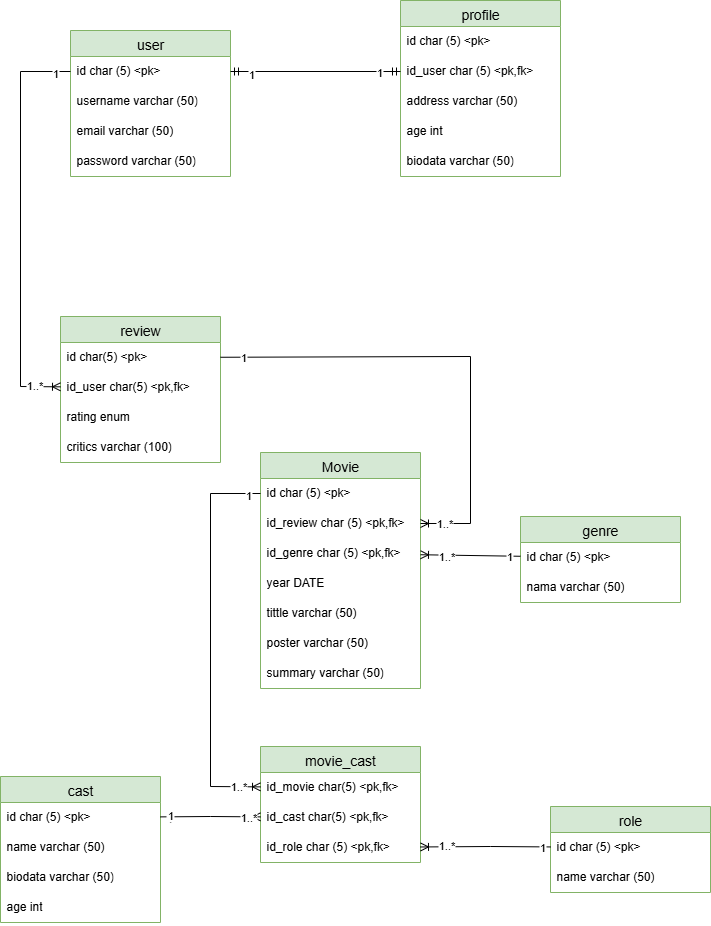 profile
id char (5) <pk>
id_user char (5) <pk,fk>
address varchar (50)
age int
biodata varchar (50)
user
id char (5) <pk>
username varchar (50)
email varchar (50)
password varchar (50)
1
1
1
1..*
review
id char(5) <pk>
id_user char(5) <pk,fk>
rating enum
critics varchar (100)
1
1..*
Movie
id char (5) <pk>
id_review char (5) <pk,fk>
id_genre char (5) <pk,fk>
year DATE
tittle varchar (50)
poster varchar (50)
summary varchar (50)
1
1..*
1
genre
id char (5) <pk>
nama varchar (50)
1..*
movie_cast
id_movie char(5) <pk,fk>
id_cast char(5) <pk,fk>
id_role char (5) <pk,fk>
cast
id char (5) <pk>
name varchar (50)
biodata varchar (50)
age int
1
1..*
1..*
1
role
id char (5) <pk>
name varchar (50)